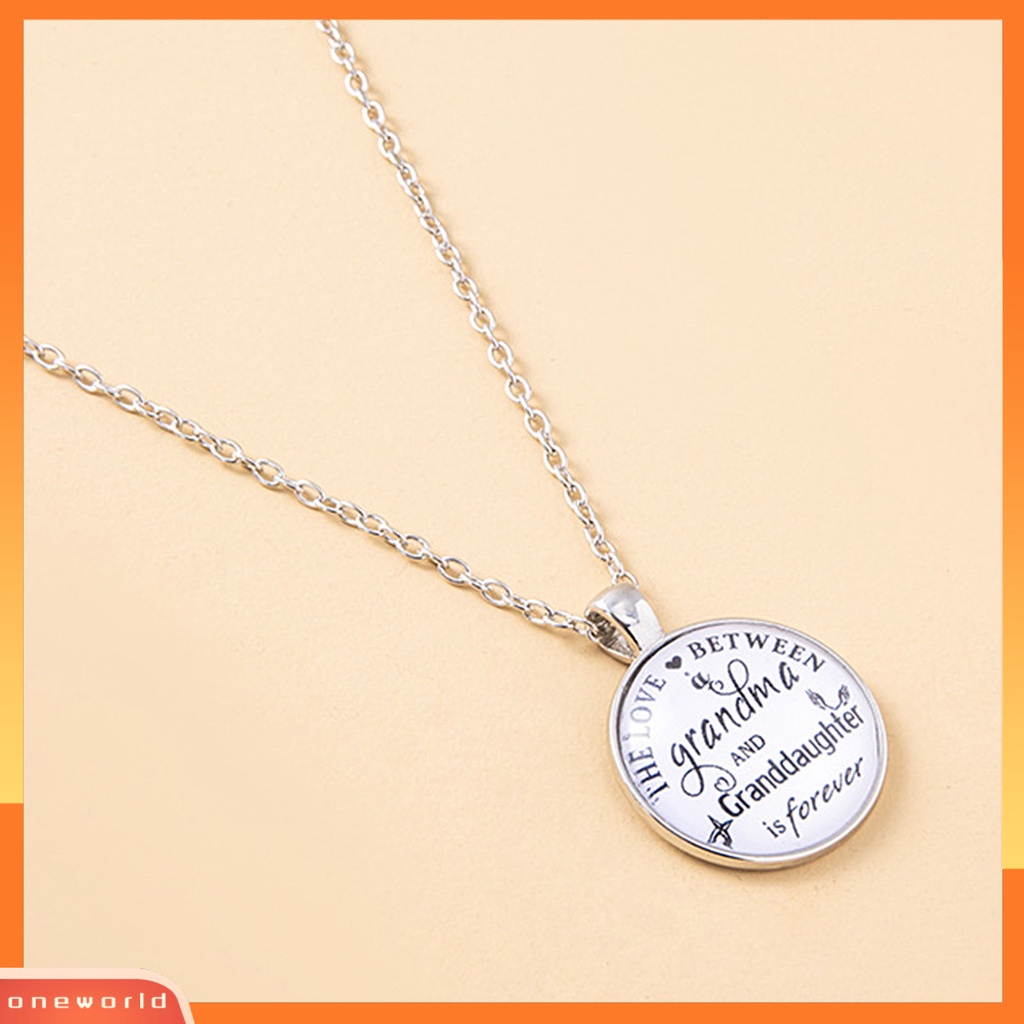 THE LOVE ♥ BETWEEN
a
grandma
AND
Granddaughter
is forever
oneworld